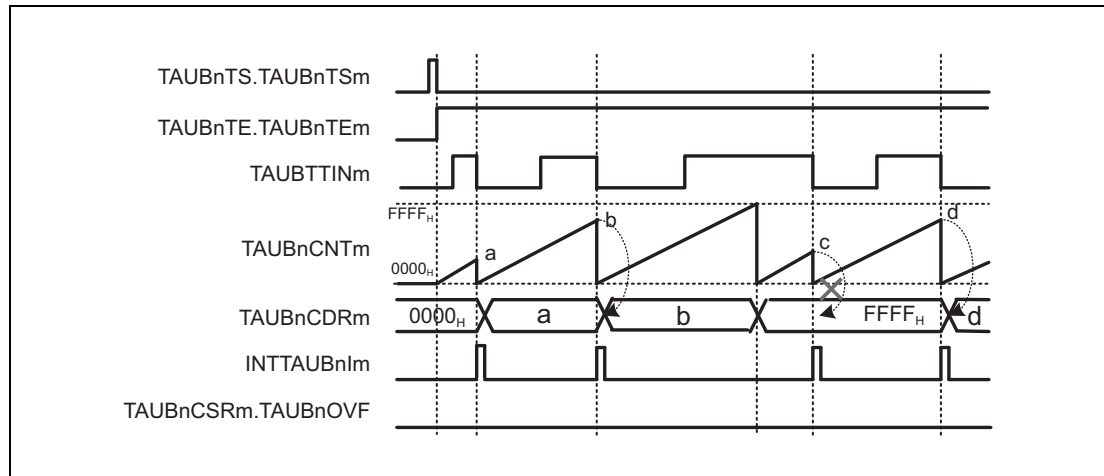 TAUBnTS.TAUBnTSm
TAUBnTE.TAUBnTEm
TAUBTTINm
FFFFH
TAUBnCNTm
0000H
a
b
c
d
TAUBnCDRm
0000H
a
b
FFFFH
d
INTTAUBnIm
TAUBnCSRm.TAUBnOVF